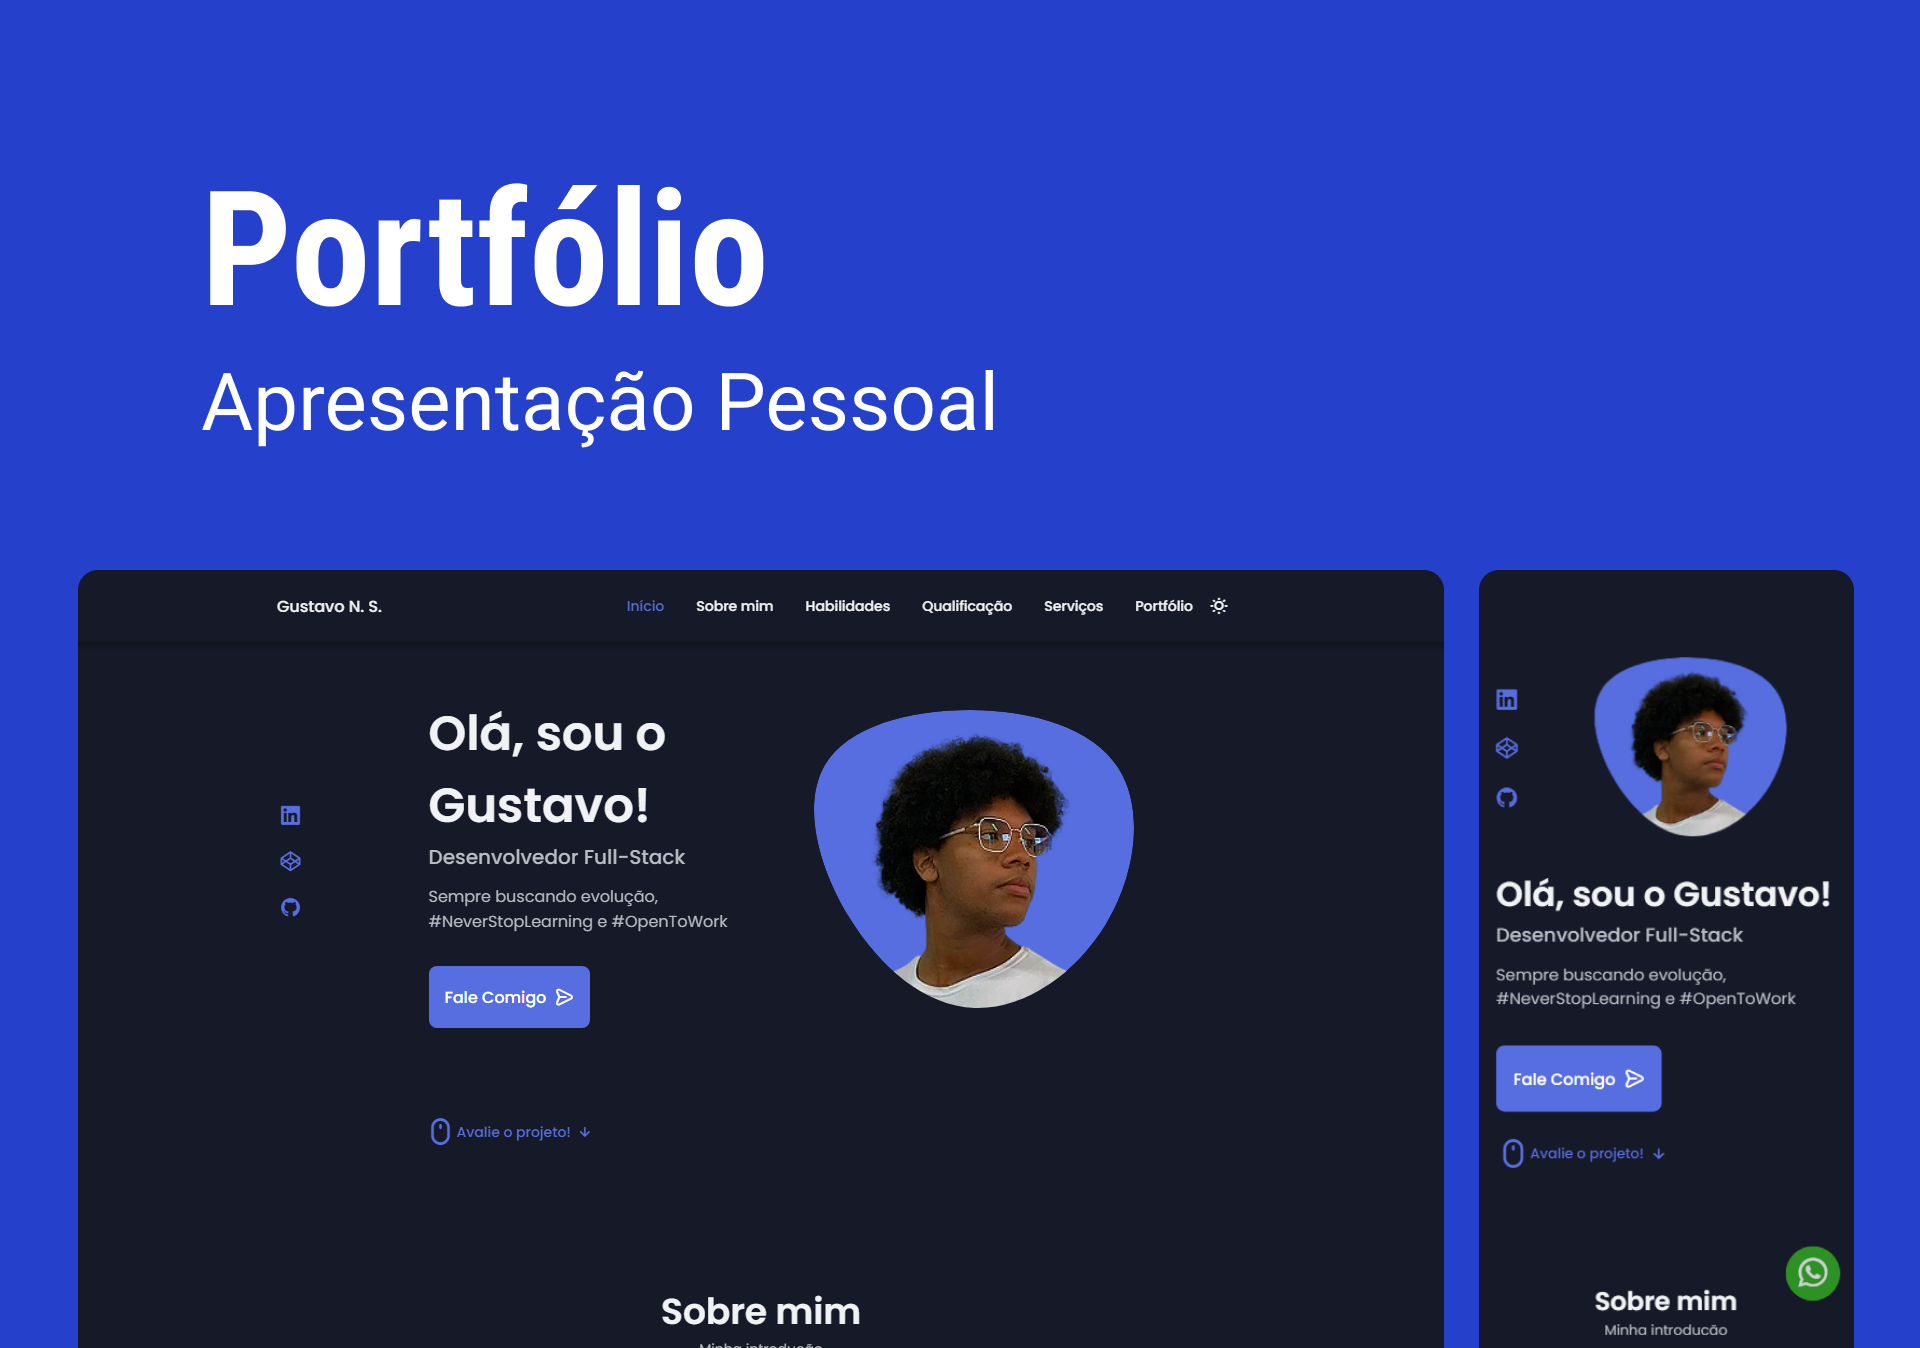 Portfólio
Apresentação Pessoal
Gustavo N. S.
Início Sobre mim Habilidades Qualificação Serviços Portfólio
Olá, sou o
Gustavo!
Desenvolvedor Full-Stack
Sempre buscando evolução,
#NeverStopLearning e #OpenToWork
Fale Comigo
Avalie o projeto!
Sobre mim
Minha introdução
Olá, sou o Gustavo!
Desenvolvedor Full-Stack
Sempre buscando evolução,
#NeverStopLearning e #OpenToWork
Fale Comigo
Avalie o projeto!
Sobre mim
Minha introdução